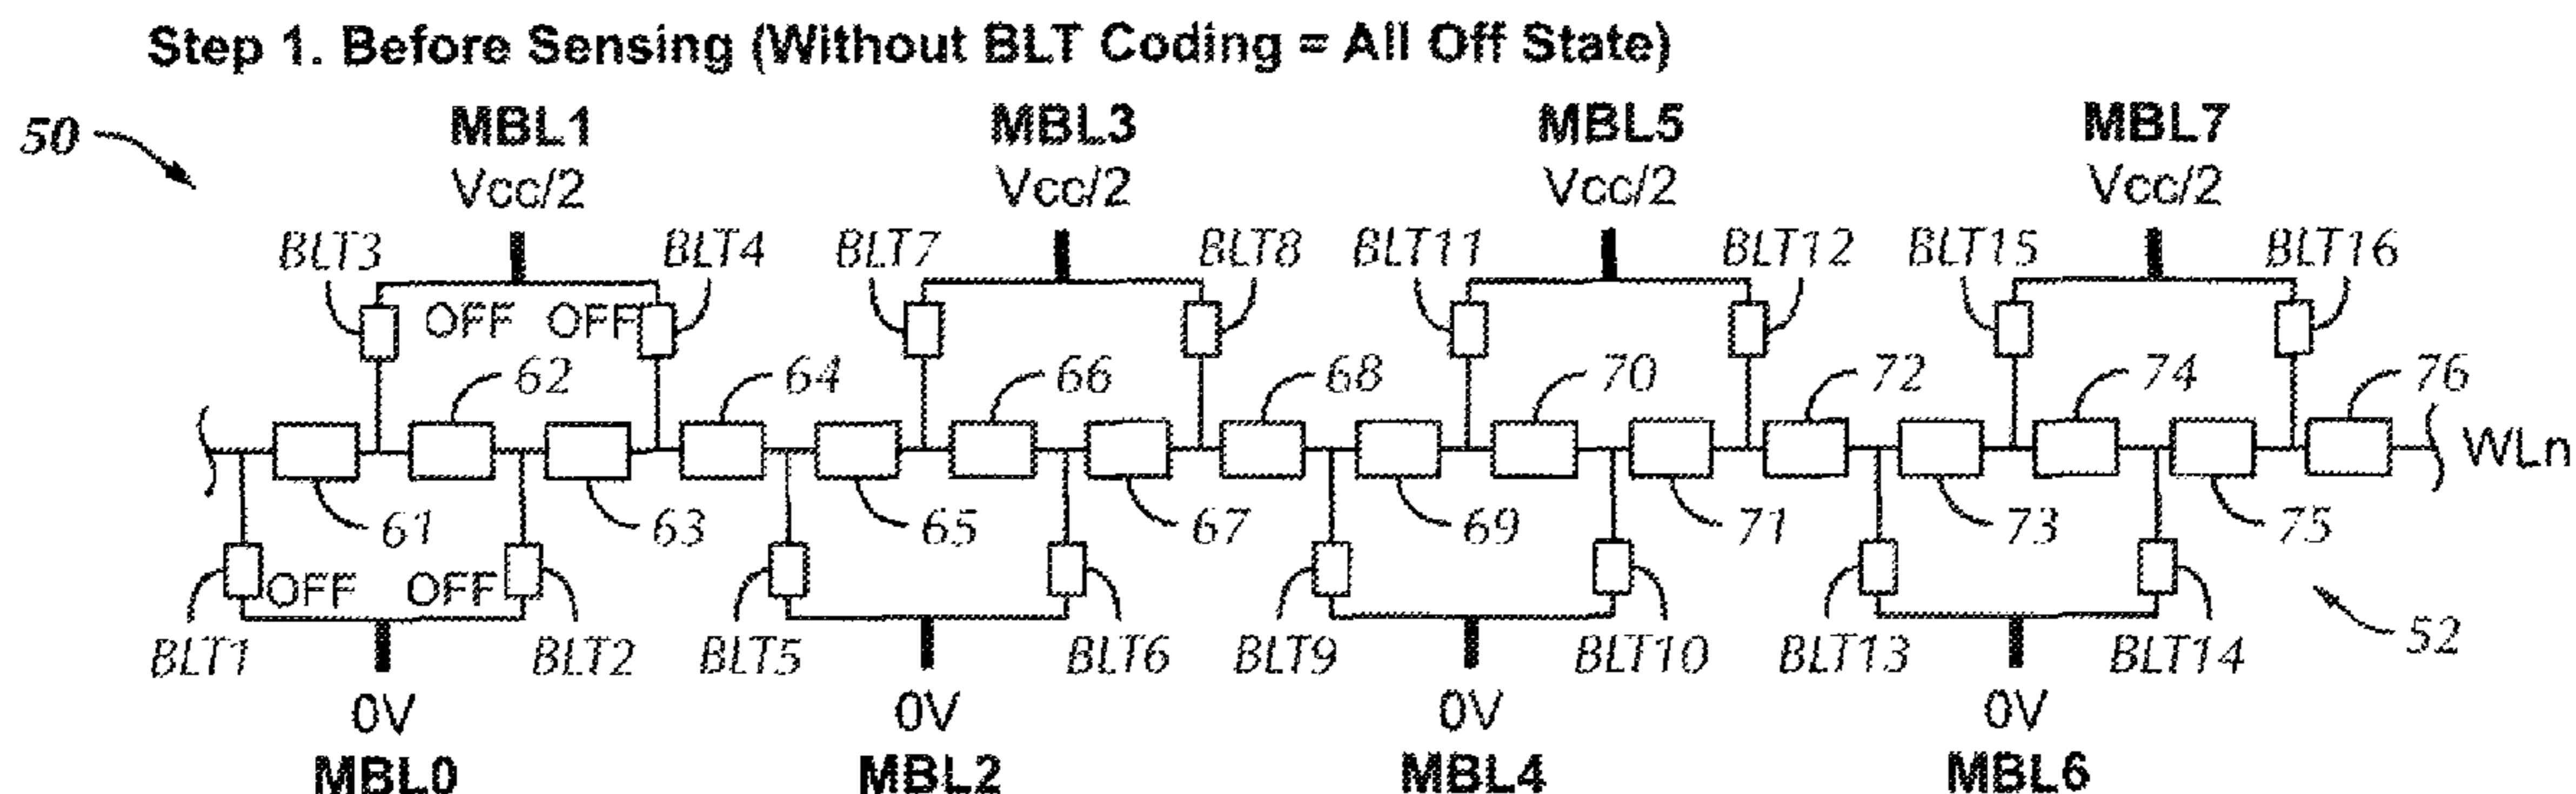 Step 1. Before Sensing (Without BLT Coding = All Off State)
50
MBL1 MBL3 MBL5 MBL7
Vcc/2 Vcc/2 Vcc/2 Vcc/2
BLT3 BLT4 BLT7 BLT8 BLT11 BLT12 BLT15 BLT16
OFF OFF
62 64 66 68 70 72 74 76
WLn
61 63 65 67 69 71 73 75
OFF OFF
BLT1 BLT2 BLT5 BLT6 BLT9 BLT10 BLT13 BLT14 52
0V 0V 0V 0V
MBL0 MBL2 MBL4 MBL6